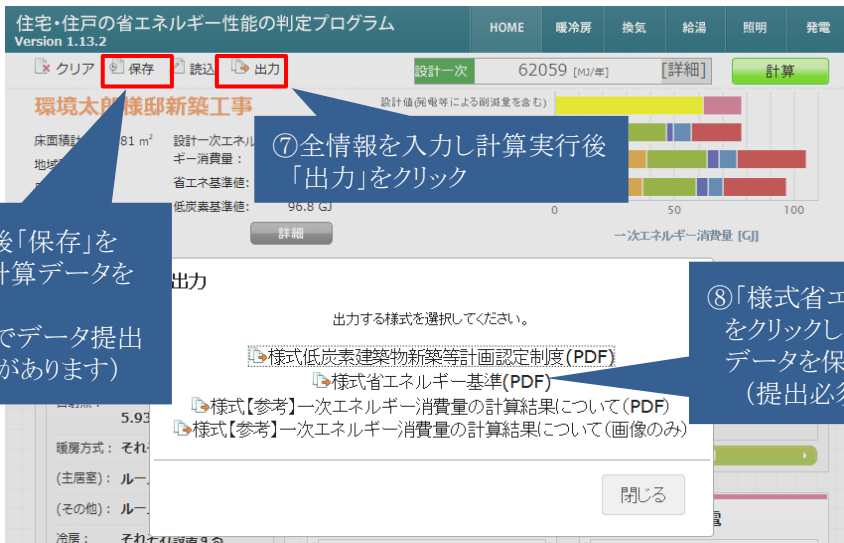 住宅・住戸の省エネルギー性能の判定プログラム
Version 1.13.2
HOME 暖冷房 換気 給湯 照明 発電
クリア 保存 読込 出力
設計一次 62059 [MJ/年] [詳細] 計算
環境太郎様邸新築工事
設計値(発電等による削減量を含む)
床面積計 81 m²
設計一次エネル
ギー消費量：
地域
省エネ基準値:
低炭素基準値: 96.8 GJ
詳細
0 50 100
一次エネルギー消費量 [GJ]
⑦全情報を入力し計算実行後
「出力」をクリック
後「保存」を
計算データを
でデータ提出
があります）
出力
出力する様式を選択してください。
様式低炭素建築物新築等計画認定制度(PDF)
様式省エネルギー基準(PDF)
様式【参考】一次エネルギー消費量の計算結果について(PDF)
様式【参考】一次エネルギー消費量の計算結果について(画像のみ)
閉じる
⑧「様式省エ
をクリックし
データを保
（提出必須
5.93
暖房方式： それ
(主居室)： ルー
(その他)： ルー
冷房： それぞれ設置する
電